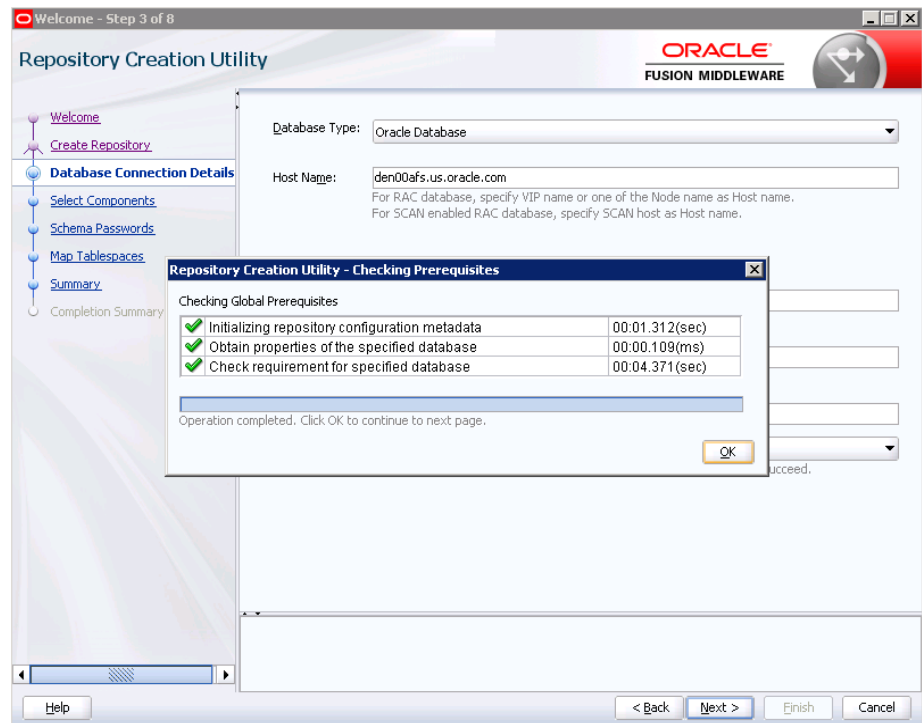 Welcome - Step 3 of 8
Repository Creation Utility
ORACLE
FUSION MIDDLEWARE
Welcome
Create Repository
Database Connection Details
Select Components
Schema Passwords
Map Tablespaces
Summary
Completion Summary
Database Type: Oracle Database
Host Name: den00afs.us.oracle.com
For RAC database, specify VIP name or one of the Node name as Host name.
For SCAN enabled RAC database, specify SCAN host as Host name.
Repository Creation Utility - Checking Prerequisites
Checking Global Prerequisites
Initializing repository configuration metadata 00:01.312(sec)
Obtain properties of the specified database 00:00.109(ms)
Check requirement for specified database 00:04.371(sec)
Operation completed. Click OK to continue to next page.
OK
Help
< Back
Next >
Finish
Cancel